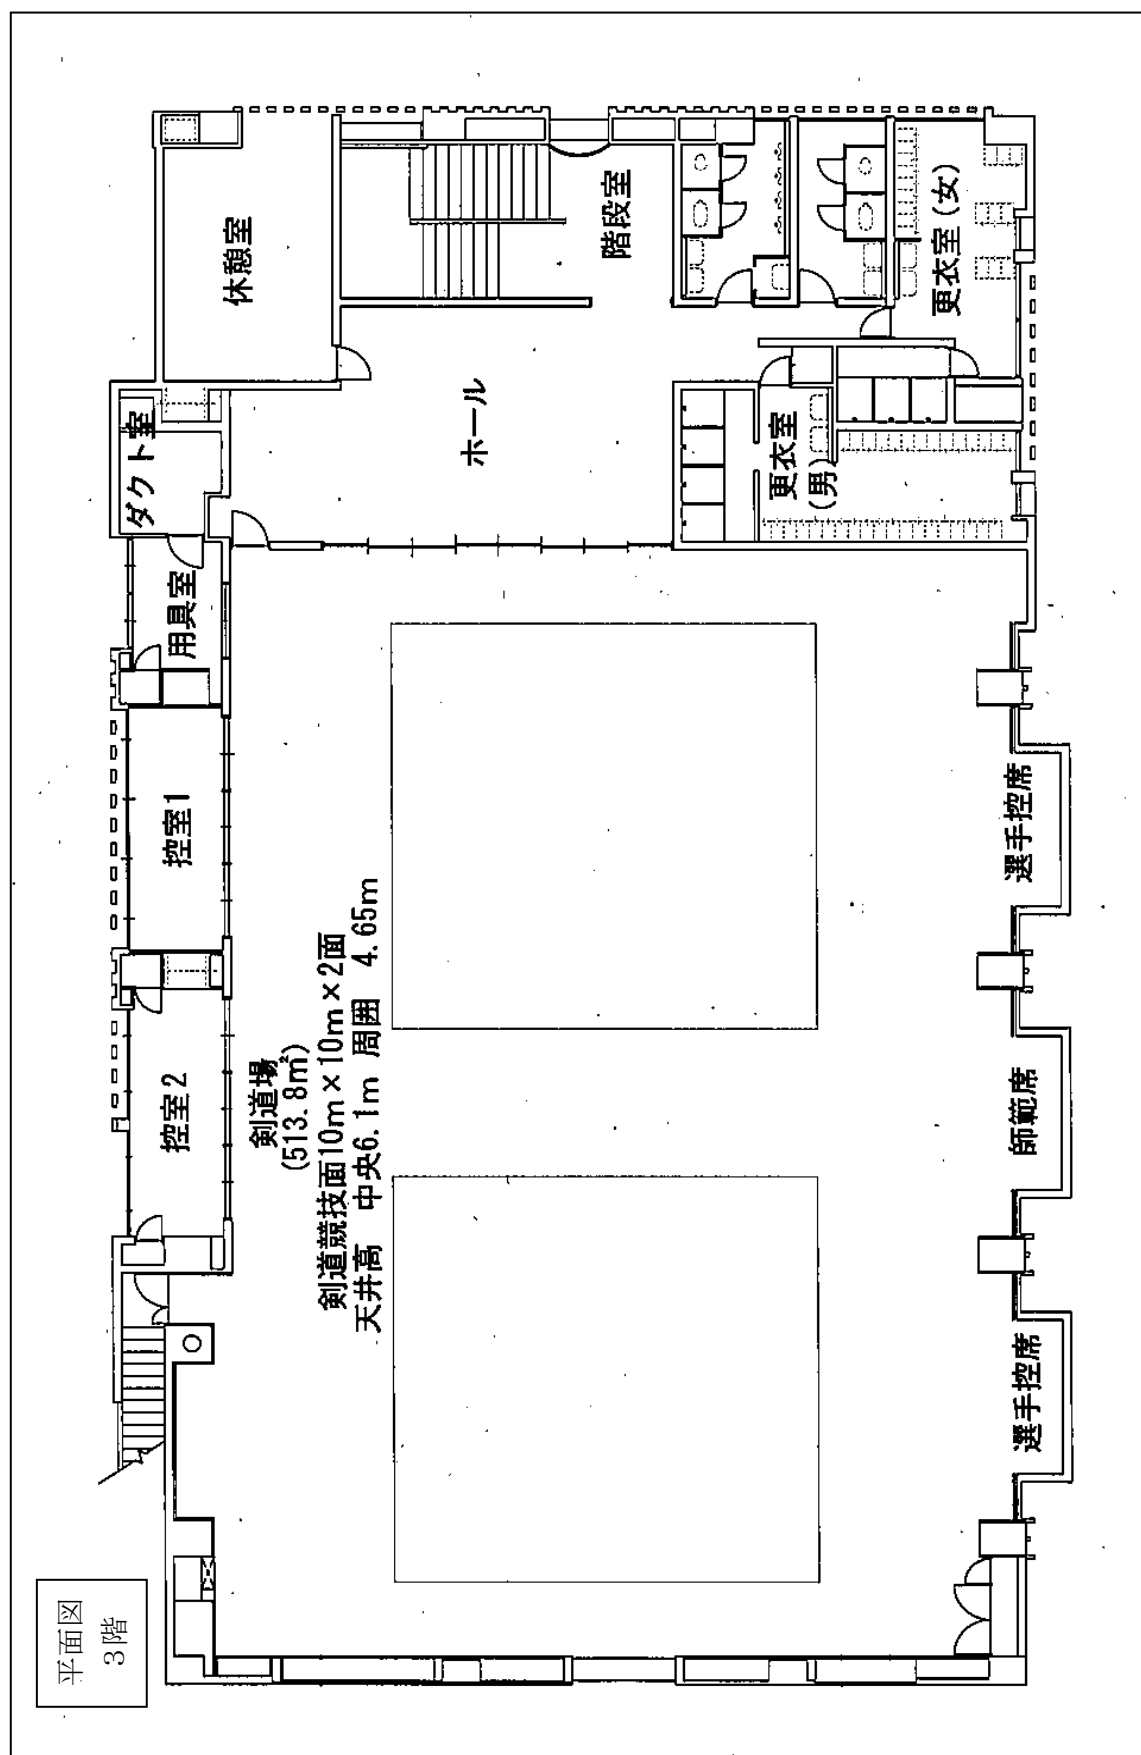 平面図
3階
剣道場
(513.8㎡)
剣道競技面10m×10m×2面
天井高 中央6.1m 周囲 4.65m
控室2
控室1
用具室
ダクト室
休憩室
ホール
階段室
更衣室
(男)
更衣室(女)
選手控席
師範席
選手控席